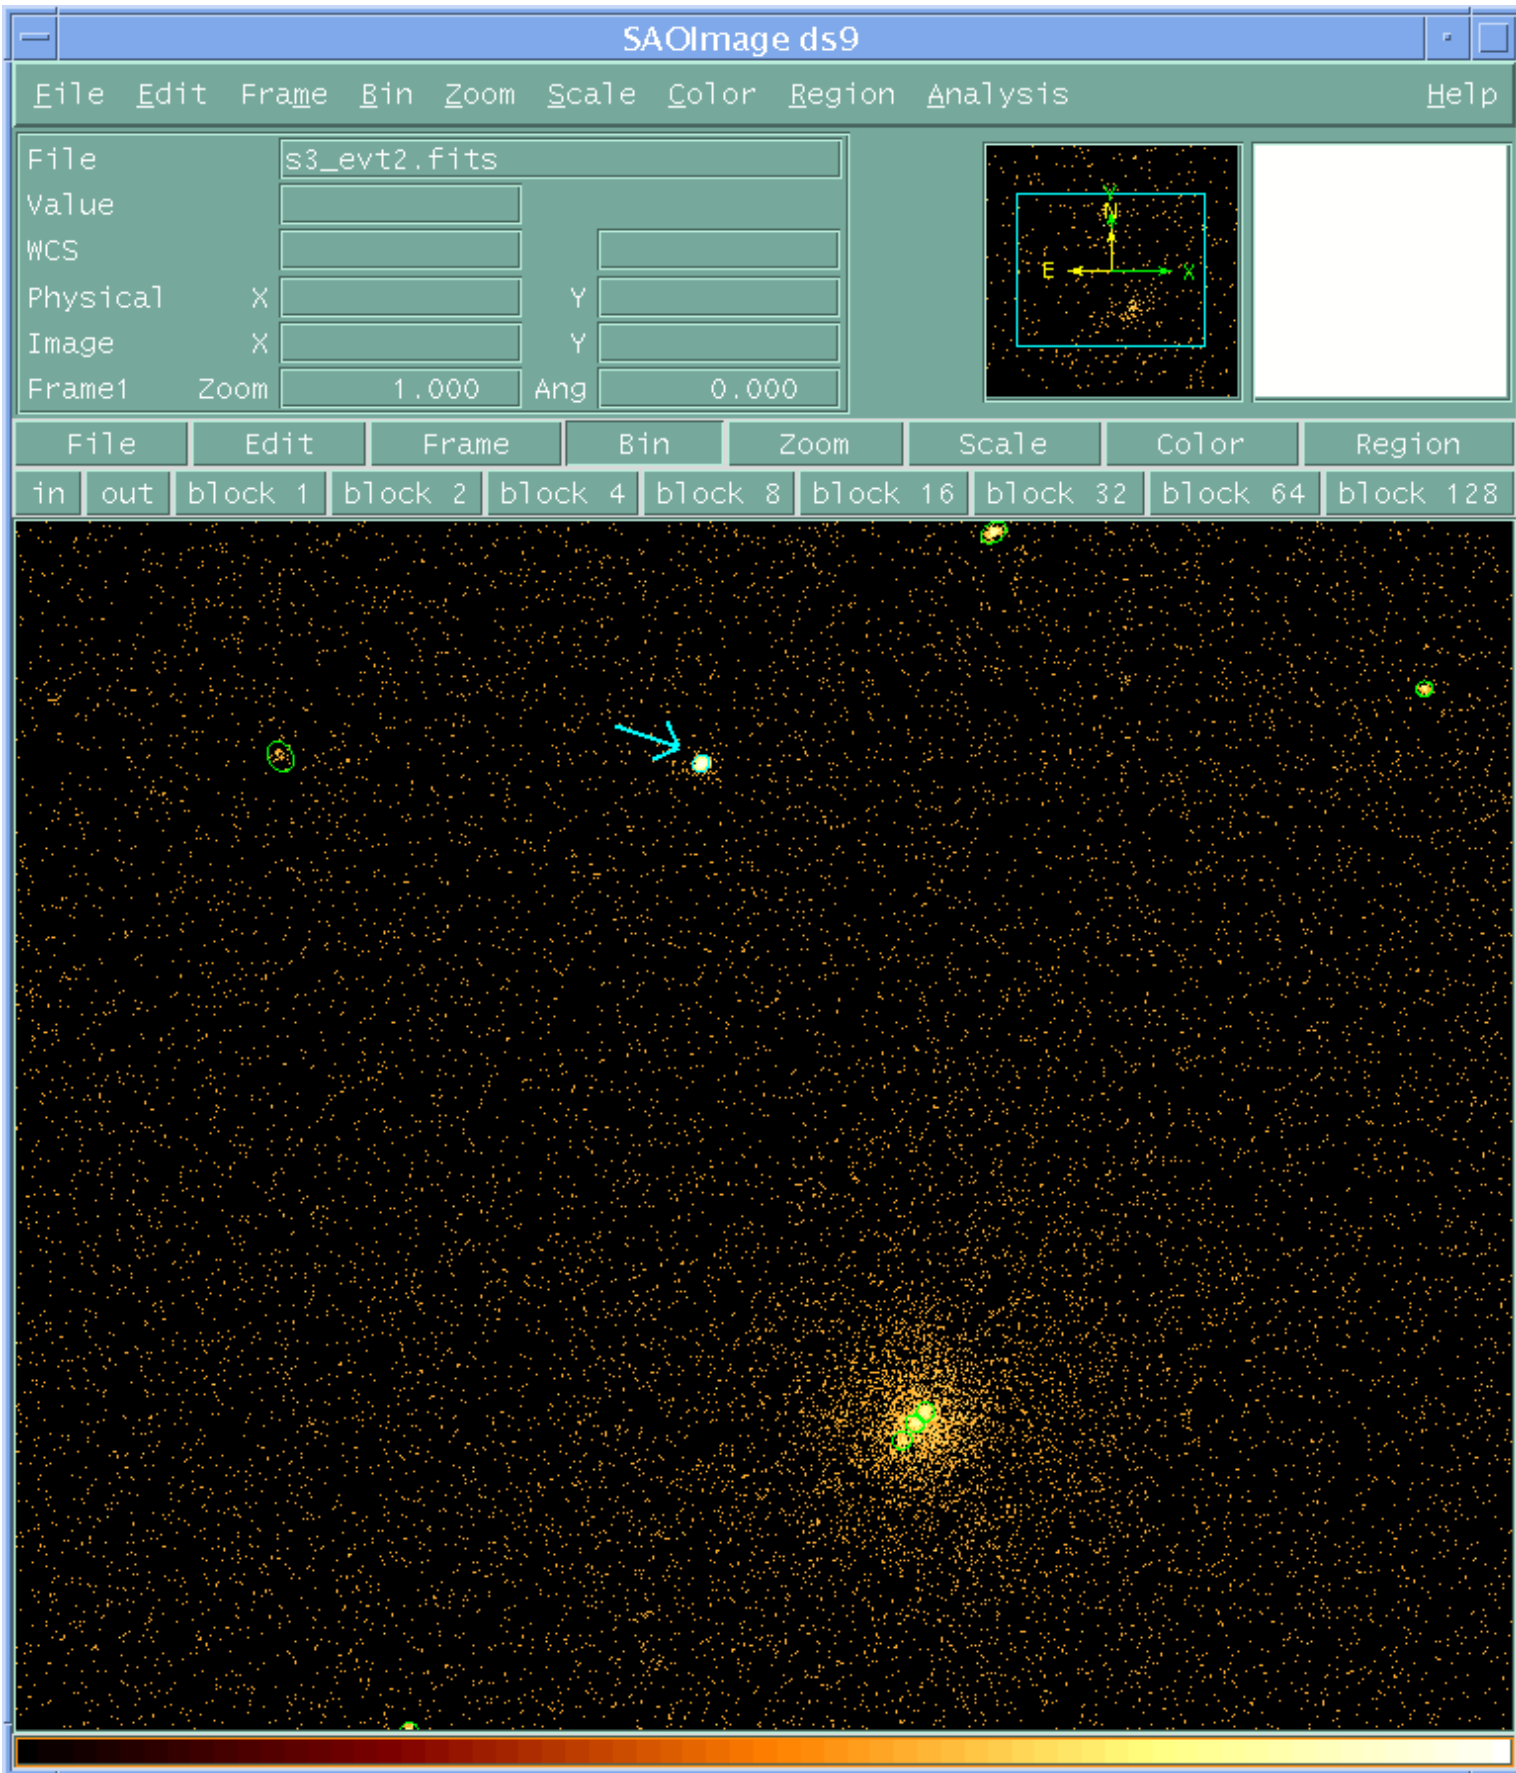 SAOImage ds9
File Edit Frame Bin Zoom Scale Color Region Analysis Help
File s3_evt2.fits
Value
WCS
Physical X Y
Image X Y
Frame1 Zoom 1.000 Ang 0.000
Y
N
E X
File Edit Frame Bin Zoom Scale Color Region
in out block 1 block 2 block 4 block 8 block 16 block 32 block 64 block 128